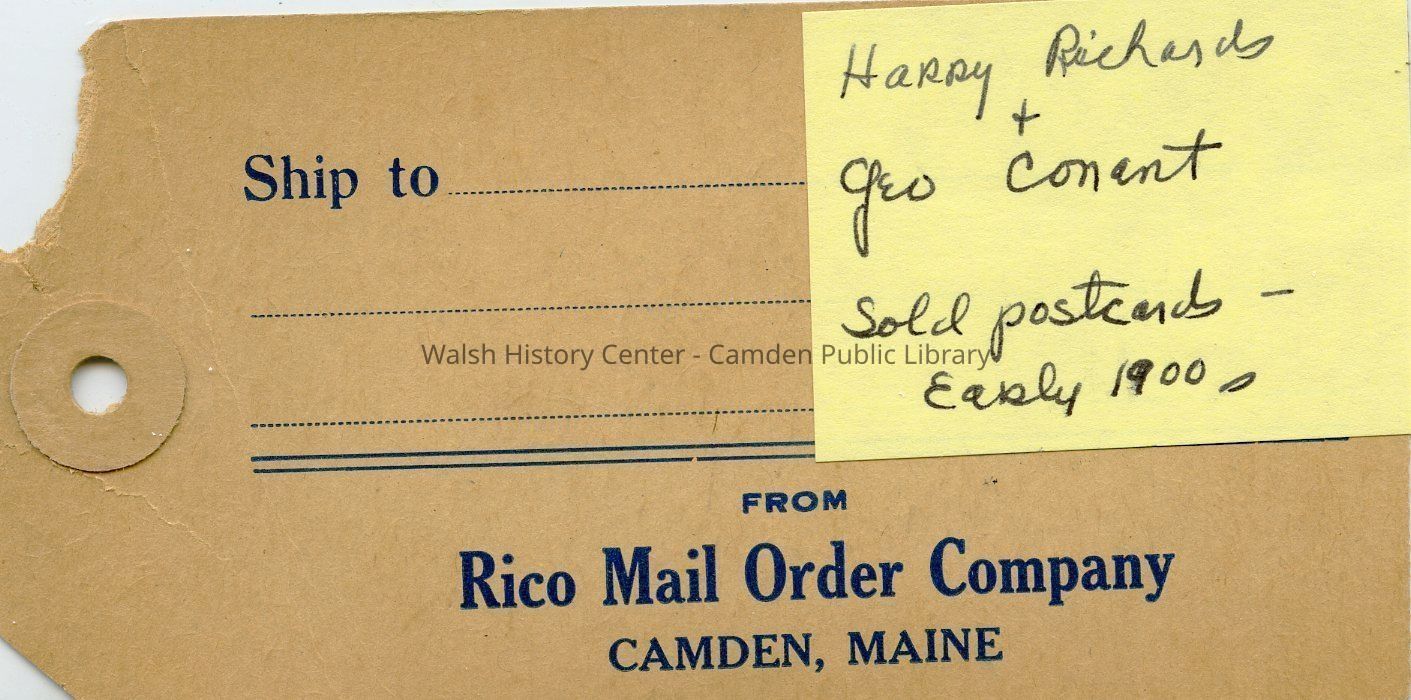 Harry Richards
+
Geo Conant
Sold postcards -
Early 1900s
Ship to
Walsh History Center - Camden Public Library
FROM
Rico Mail Order Company
CAMDEN, MAINE